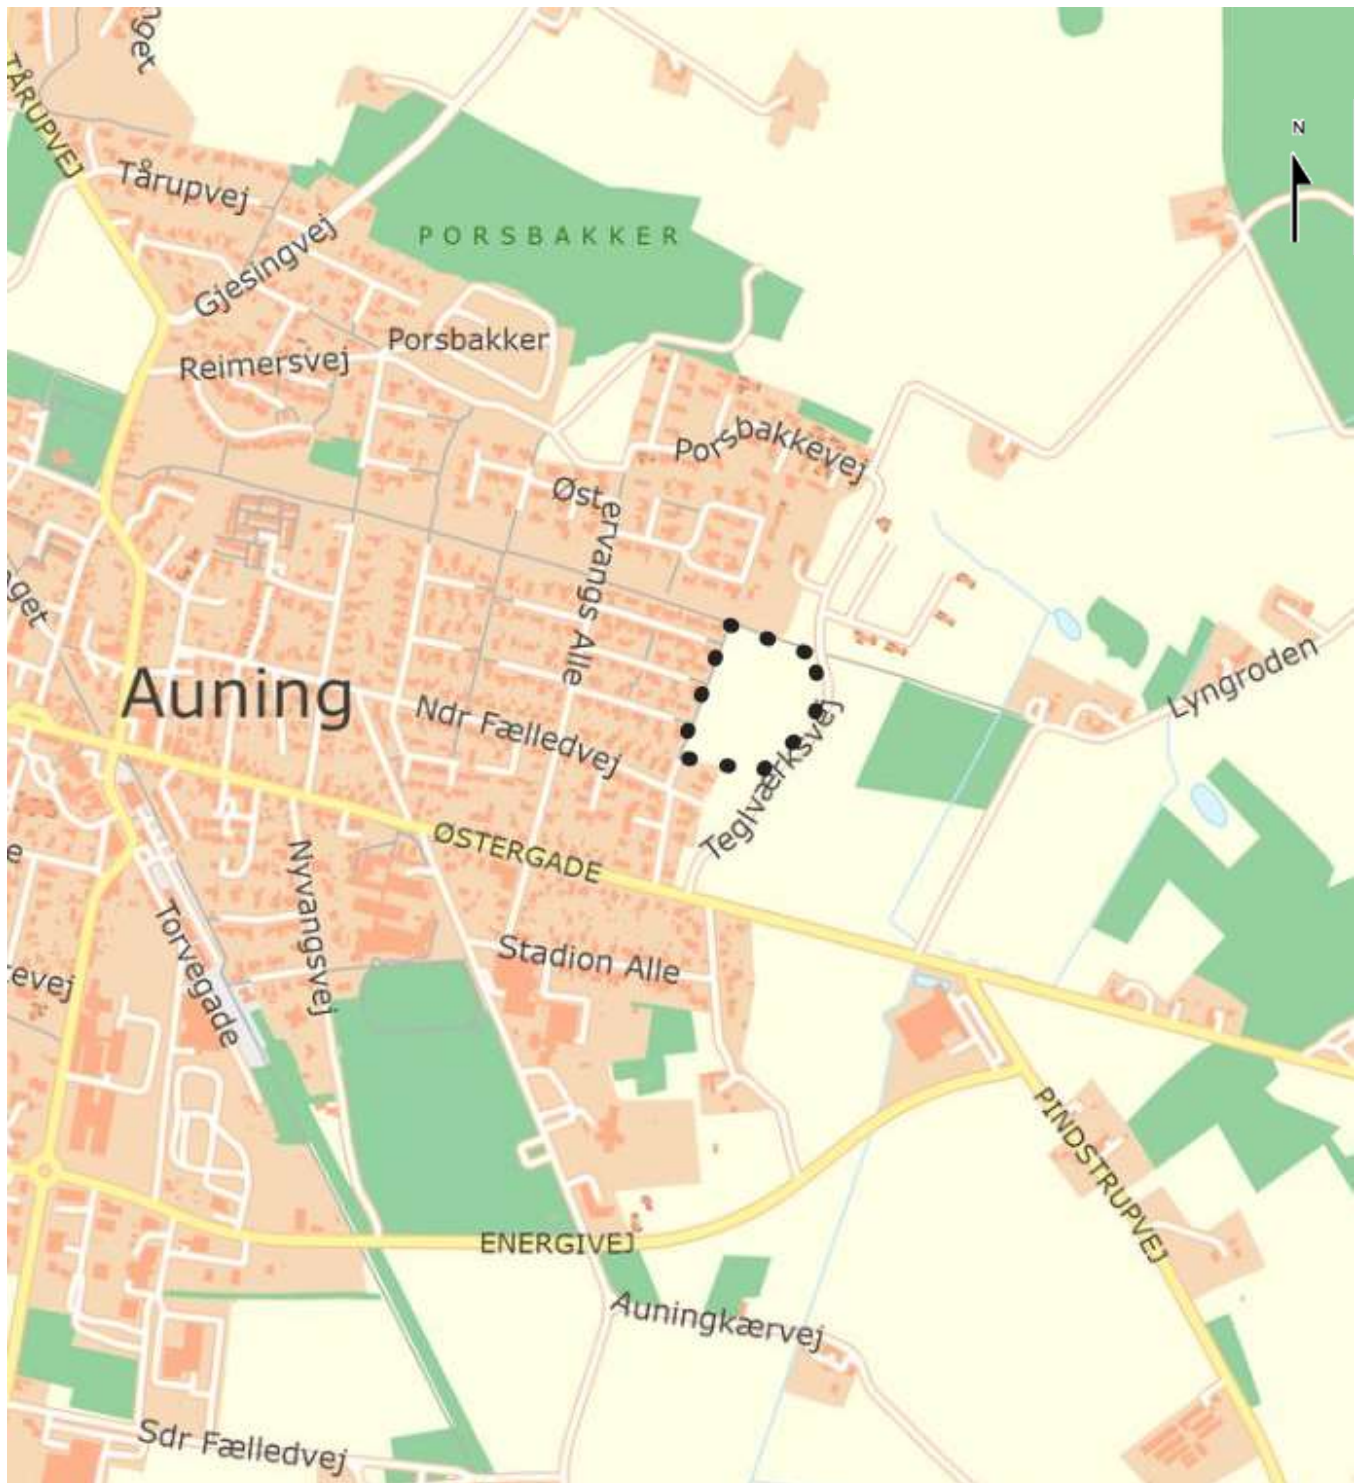 TÅRUPVEJ
N
Tårupvej
PORSBAKKER
Gjesingvej
Porsbakker
Reimersvej
Porsbakkevej
Østervangs Alle
Lyngroden
Auning
Ndr Fælledvej
Teglværksvej
ØSTERGADE
Nyvangsvej
Torvegade
Stadion Alle
PINDSTRUPVEJ
ENERGIVEJ
Auningkærvej
Sdr Fælledvej